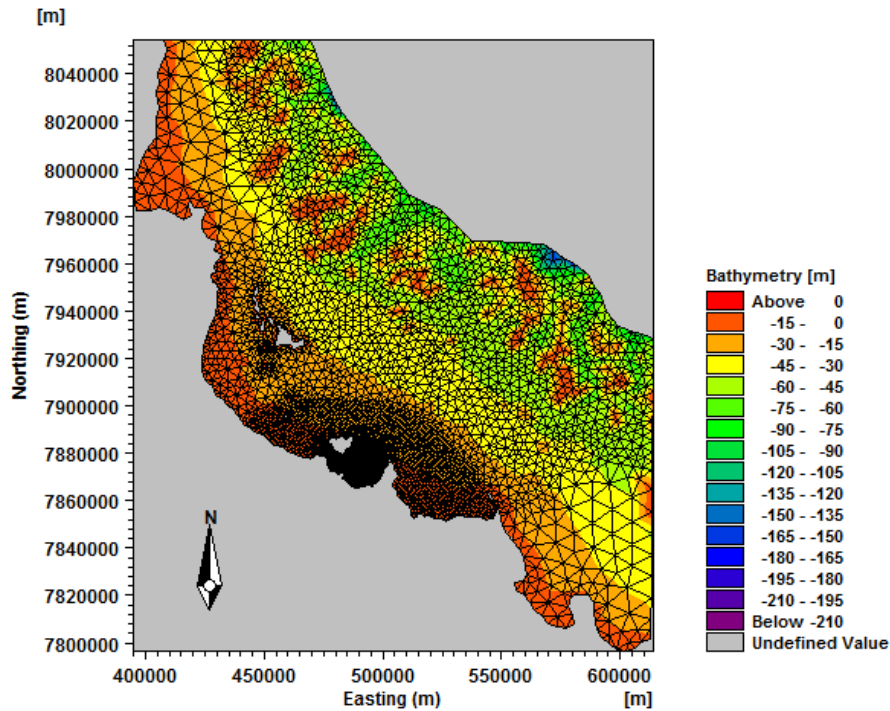 [m]
8040000
8020000
8000000
7980000
7960000
7940000
7920000
7900000
7880000
7860000
7840000
7820000
7800000
Northing (m)
N
400000 450000 500000 550000 600000
Easting (m) [m]
Bathymetry [m]
Above 0
-15 - 0
-30 - -15
-45 - -30
-60 - -45
-75 - -60
-90 - -75
-105 - -90
-120 - -105
-135 - -120
-150 - -135
-165 - -150
-180 - -165
-195 - -180
-210 - -195
Below -210
Undefined Value